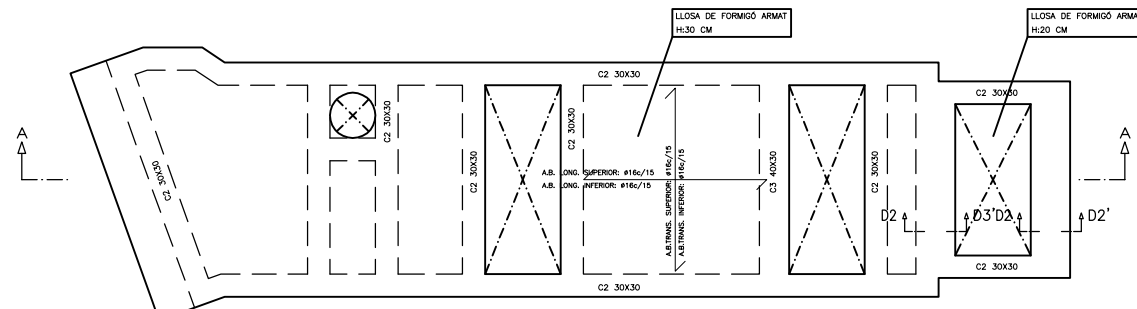 LLOSA DE FORMIGÓ ARMAT
H:30 CM
LLOSA DE FORMIGÓ ARMA
H:20 CM
C2 30X30
C2 30X30
A
A
C2 30X30
C2 30X30
C2 30X30
C2 30X30
C3 40X30
C2 30X30
A.B. LONG. SUPERIOR: ø16c/15
A.B. LONG. INFERIOR: ø16c/15
A.B.TRANS. SUPERIOR: ø16c/15
A.B.TRANS. INFERIOR: ø16c/15
D2
D3'
D2
D2'
C2 30X30
C2 30X30